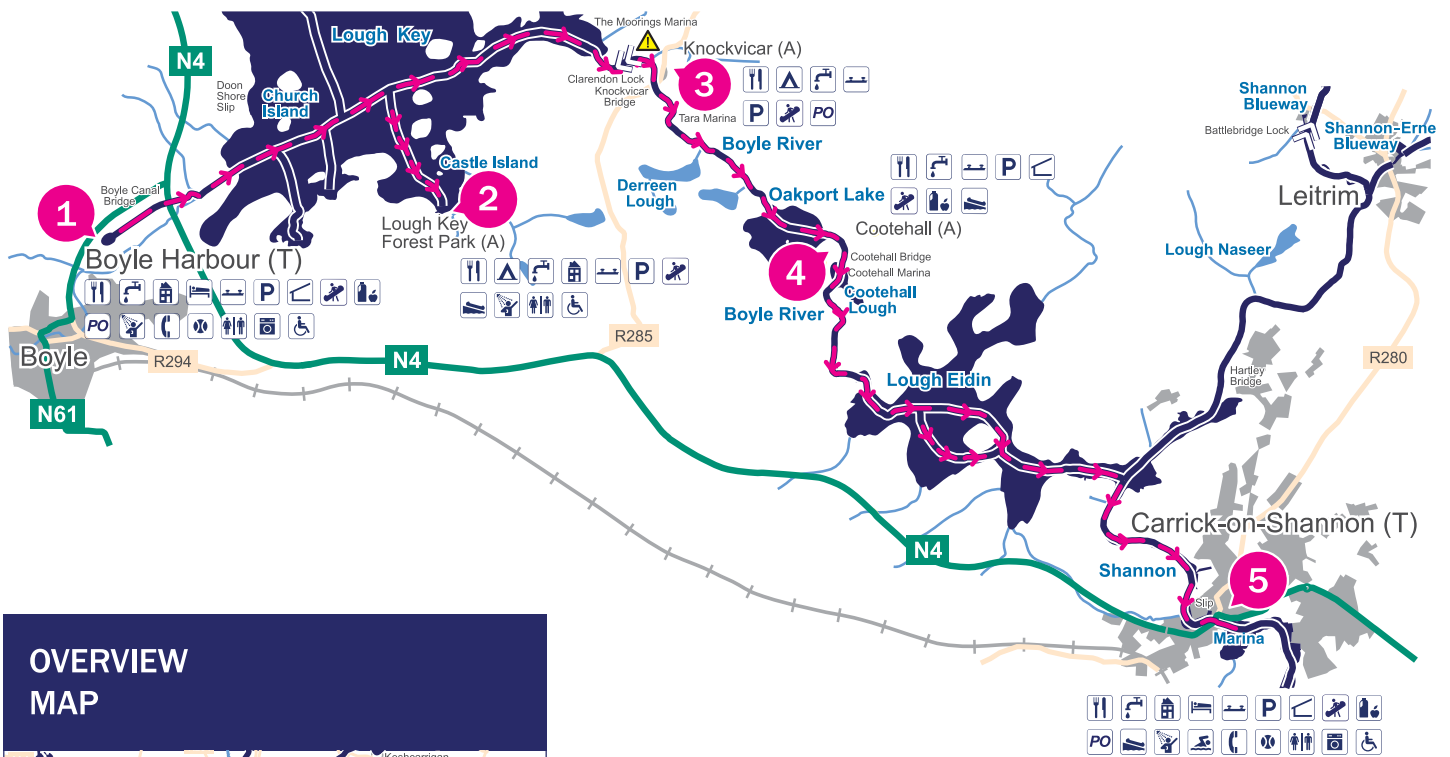 The Moorings Marina
Lough Key
N4
Knockvicar (A)
3
Clarendon Lock
Knockvicar
Bridge
Doon
Shore
Slip
Church
Island
P
PO
Tara Marina
Shannon
Blueway
Battlebridge Lock
Shannon-Erne
Blueway
Boyle River
Castle Island
P
Boyle Canal
Bridge
1
2
Derreen
Lough
Oakport Lake
Leitrim
Lough Key
Forest Park (A)
Cootehall (A)
Lough Naseer
Boyle Harbour (T)
Cootehall Bridge
4
Cootehall Marina
P
P
Cootehall
Lough
Boyle River
PO
R285
Boyle
R294
N4
R280
Hartley
Bridge
Lough Eidin
N61
Carrick-on-Shannon (T)
N4
Shannon
5
Slip
Marina
OVERVIEW
MAP
P
PO
Keshcarrigan